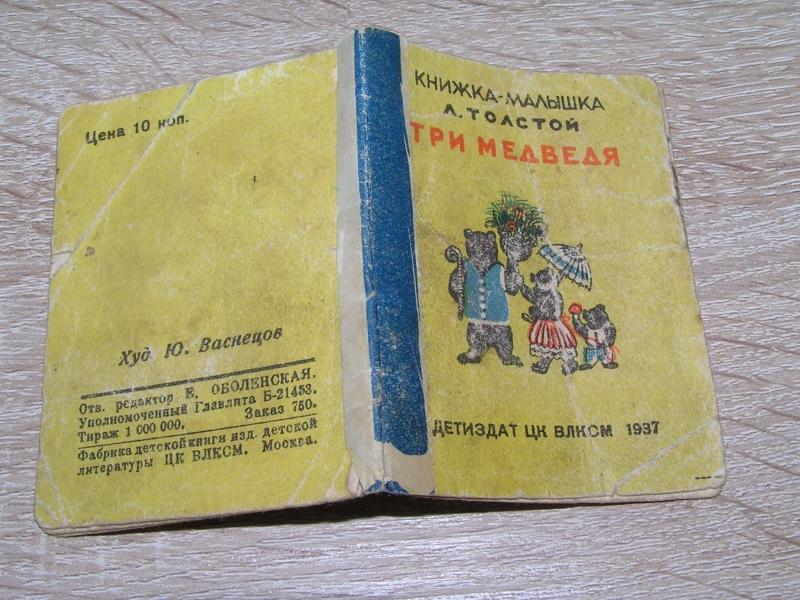 Цена 10 коп.
Худ. Ю. Васнецов
Отв. редактор Е. ОБОЛЕНСКАЯ.
Уполномоченный Главлита Б-21453.
Тираж 1 000 000. Заказ 750.
Фабрика детской книги изд. детской
литературы ЦК ВЛКСМ. Москва.
КНИЖКА-МАЛЫШКА
Л. ТОЛСТОЙ
ТРИ МЕДВЕДЯ
ДЕТИЗДАТ ЦК ВЛКСМ 1937